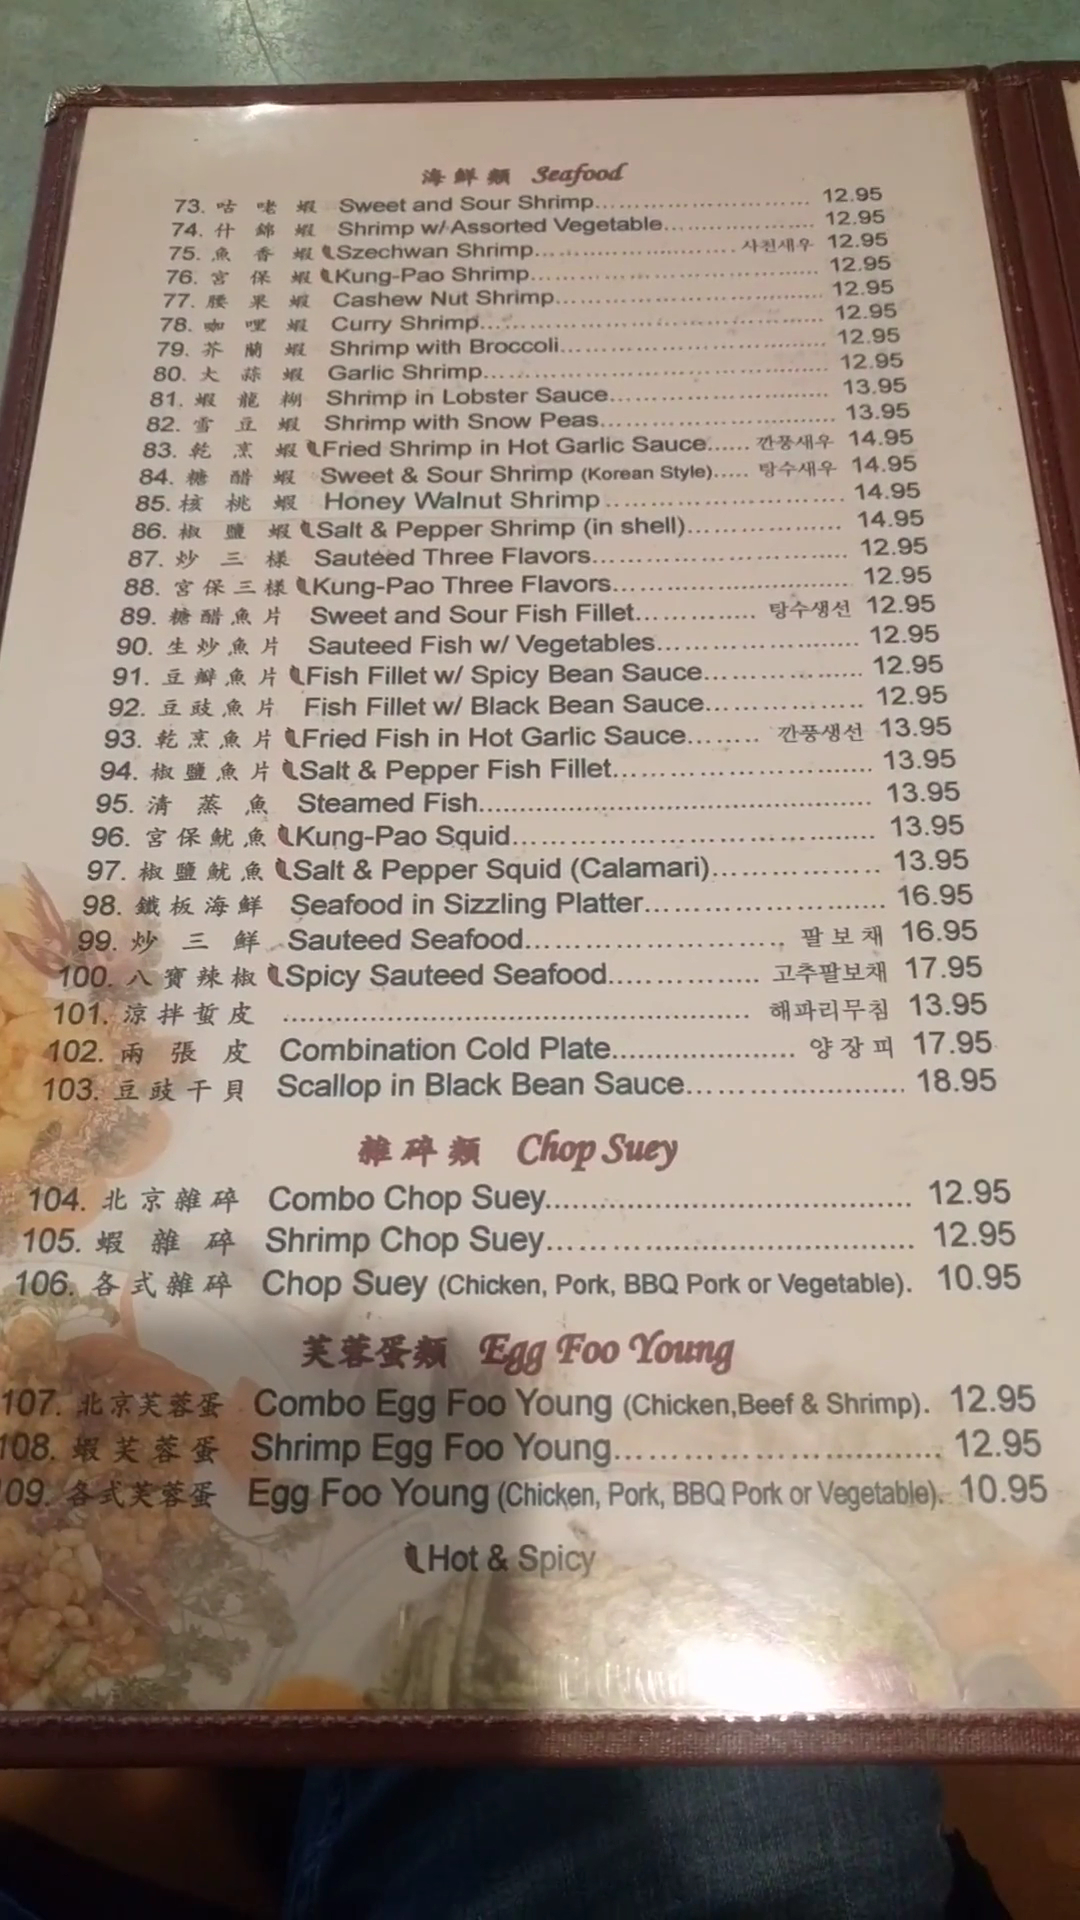 海鮮類 Seafood
73. 咕咾蝦 Sweet and Sour Shrimp 12.95
74. 什錦蝦 Shrimp w/ Assorted Vegetable 12.95
75. 魚香蝦 Szechwan Shrimp 사천새우 12.95
76. 宮保蝦 Kung-Pao Shrimp 12.95
77. 腰果蝦 Cashew Nut Shrimp 12.95
78. 咖哩蝦 Curry Shrimp 12.95
79. 芥蘭蝦 Shrimp with Broccoli 12.95
80. 大蒜蝦 Garlic Shrimp 12.95
81. 蝦龍糊 Shrimp in Lobster Sauce 13.95
82. 雪豆蝦 Shrimp with Snow Peas 13.95
83. 乾烹蝦 Fried Shrimp in Hot Garlic Sauce 깐풍새우 14.95
84. 糖醋蝦 Sweet & Sour Shrimp (Korean Style) 탕수새우 14.95
85. 核桃蝦 Honey Walnut Shrimp 14.95
86. 椒鹽蝦 Salt & Pepper Shrimp (in shell) 14.95
87. 炒三樣 Sauteed Three Flavors 12.95
88. 宮保三樣 Kung-Pao Three Flavors 12.95
89. 糖醋魚片 Sweet and Sour Fish Fillet 탕수생선 12.95
90. 生炒魚片 Sauteed Fish w/ Vegetables 12.95
91. 豆瓣魚片 Fish Fillet w/ Spicy Bean Sauce 12.95
92. 豆豉魚片 Fish Fillet w/ Black Bean Sauce 12.95
93. 乾烹魚片 Fried Fish in Hot Garlic Sauce 깐풍생선 13.95
94. 椒鹽魚片 Salt & Pepper Fish Fillet 13.95
95. 清蒸魚 Steamed Fish 13.95
96. 宮保魷魚 Kung-Pao Squid 13.95
97. 椒鹽魷魚 Salt & Pepper Squid (Calamari) 13.95
98. 鐵板海鮮 Seafood in Sizzling Platter 16.95
99. 炒三鮮 Sauteed Seafood 팔보채 16.95
100. 八寶辣椒 Spicy Sauteed Seafood 고추팔보채 17.95
101. 涼拌蜇皮 해파리무침 13.95
102. 兩張皮 Combination Cold Plate 양장피 17.95
103. 豆豉干貝 Scallop in Black Bean Sauce 18.95
雜碎類 Chop Suey
104. 北京雜碎 Combo Chop Suey 12.95
105. 蝦雜碎 Shrimp Chop Suey 12.95
106. 各式雜碎 Chop Suey (Chicken, Pork, BBQ Pork or Vegetable). 10.95
芙蓉蛋類 Egg Foo Young
107. 北京芙蓉蛋 Combo Egg Foo Young (Chicken,Beef & Shrimp). 12.95
108. 蝦芙蓉蛋 Shrimp Egg Foo Young 12.95
109. 各式芙蓉蛋 Egg Foo Young (Chicken, Pork, BBQ Pork or Vegetable). 10.95
Hot & Spicy